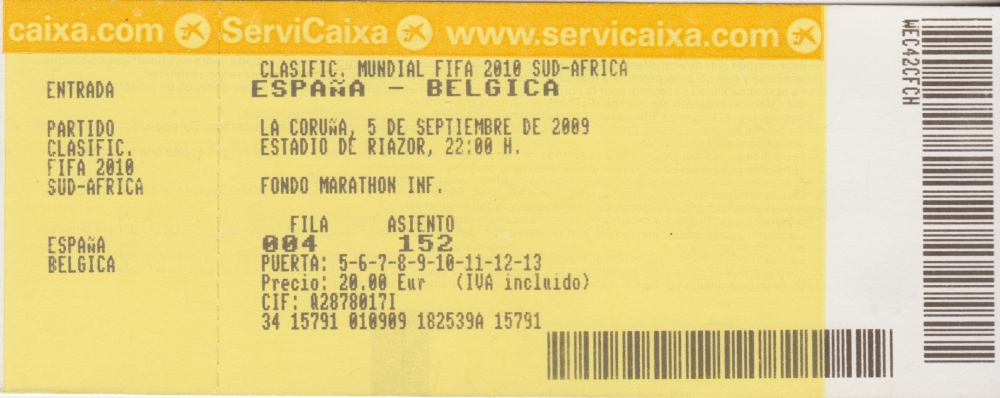 caixa.com ServiCaixa www.servicaixa.com
ENTRADA
PARTIDO
CLASIFIC.
FIFA 2010
SUD-AFRICA
ESPAÑA
BELGICA
CLASIFIC. MUNDIAL FIFA 2010 SUD-AFRICA
ESPAÑA - BELGICA
LA CORUÑA, 5 DE SEPTIEMBRE DE 2009
ESTADIO DE RIAZOR, 22:00 H.
FONDO MARATHON INF.
FILA ASIENTO
004 152
PUERTA: 5-6-7-8-9-10-11-12-13
Precio: 20.00 Eur (IVA incluido)
CIF: Q2878017I
34 15791 010909 182539A 15791
WEC42CFCH